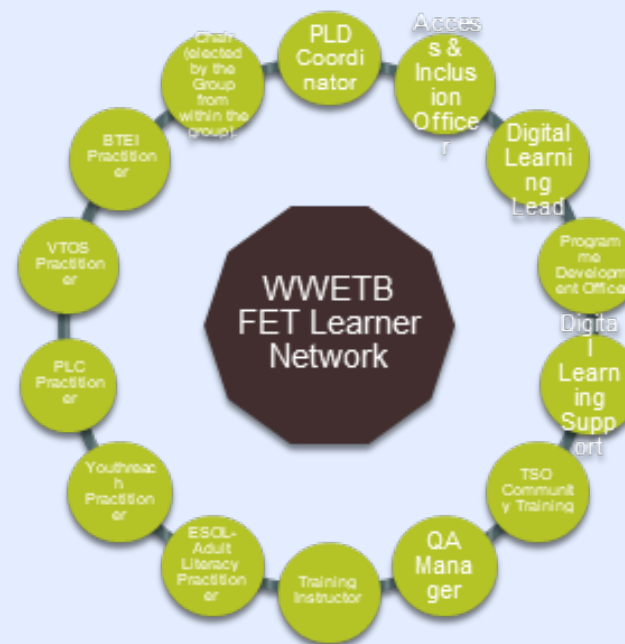 PLD
Coordi
nator
Acces
s &
Inclus
ion
Office
r
Digital
Learni
ng
Lead
Program
me
Developm
ent Office
Digita
l
Learn
ing
Supp
ort
TSO
Communit
y Training
QA
Mana
ger
Training
Instructor
ESOL-
Adult
Literacy
Practition
er
Youthreac
h
Practition
er
PLC
Practition
er
VTOS
Practition
er
BTEI
Practition
er
Chair
(elected
by the
Group
from
within the
group).
WWETB
FET Learner
Network